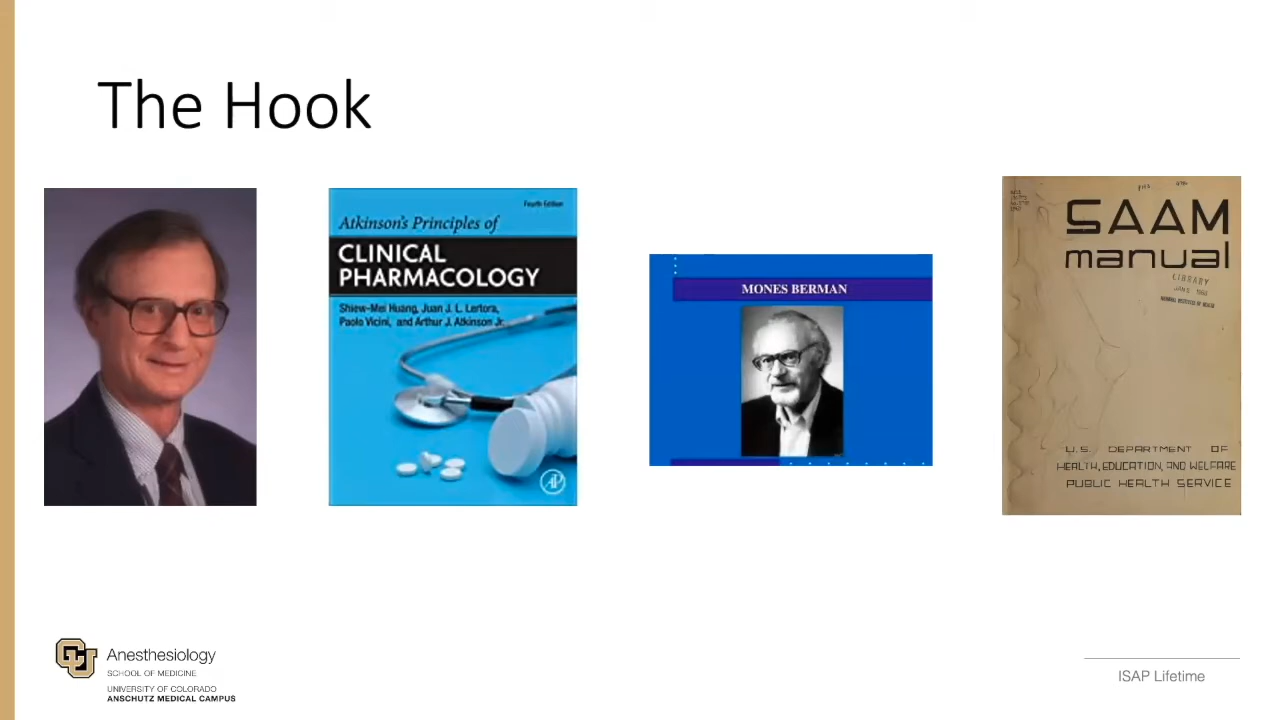 The Hook
Fourth Edition
Atkinson's Principles of
CLINICAL
PHARMACOLOGY
Shiew-Mei Huang, Juan J. L. Lertora,
Paolo Vicini, and Arthur J. Atkinson Jr.
AP
MONES BERMAN
SAAM
manual
LIBRARY
U.S. DEPARTMENT OF
HEALTH, EDUCATION, AND WELFARE
PUBLIC HEALTH SERVICE
CU Anesthesiology
SCHOOL OF MEDICINE
UNIVERSITY OF COLORADO
ANSCHUTZ MEDICAL CAMPUS
ISAP Lifetime